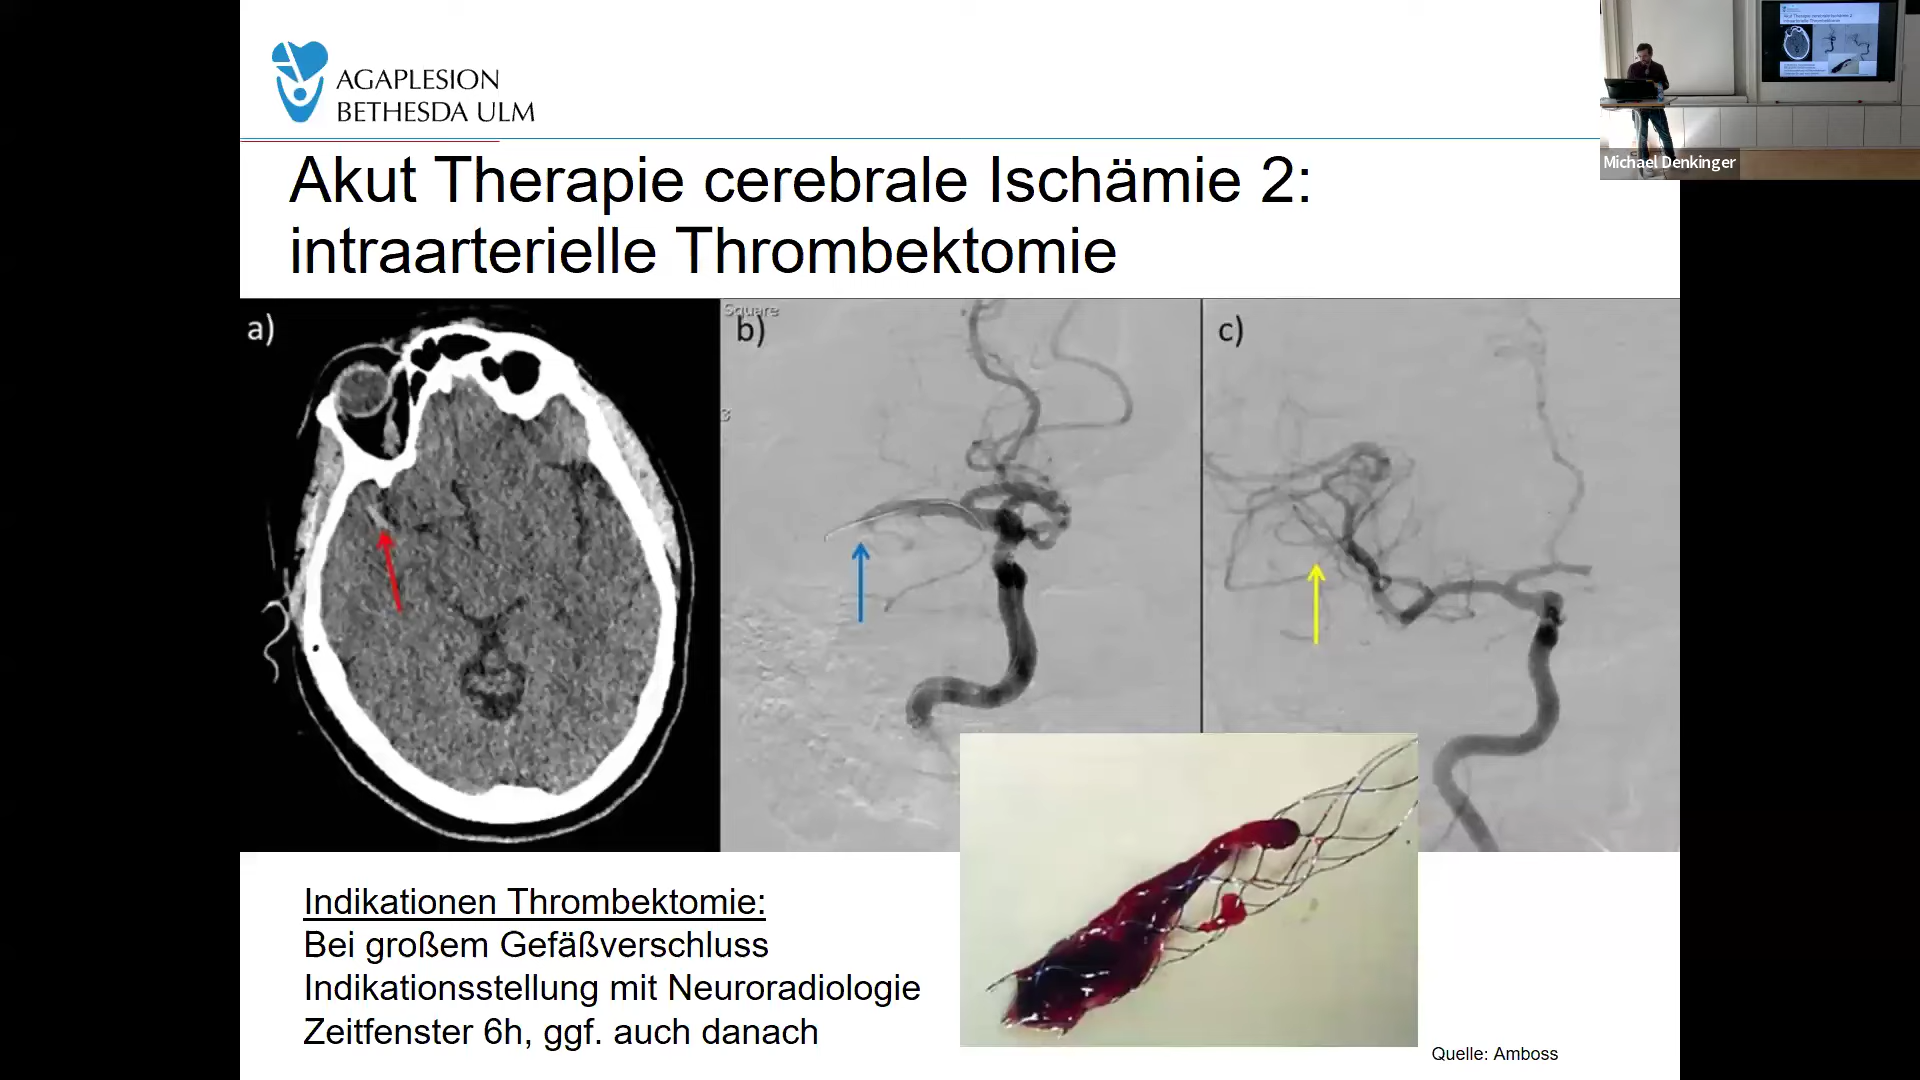 AGAPLESION
BETHESDA ULM
Michael Denkinger
Akut Therapie cerebrale Ischämie 2:
intraarterielle Thrombektomie
a)
Square
b)
c)
3
Indikationen Thrombektomie:
Bei großem Gefäßverschluss
Indikationsstellung mit Neuroradiologie
Zeitfenster 6h, ggf. auch danach
Quelle: Amboss